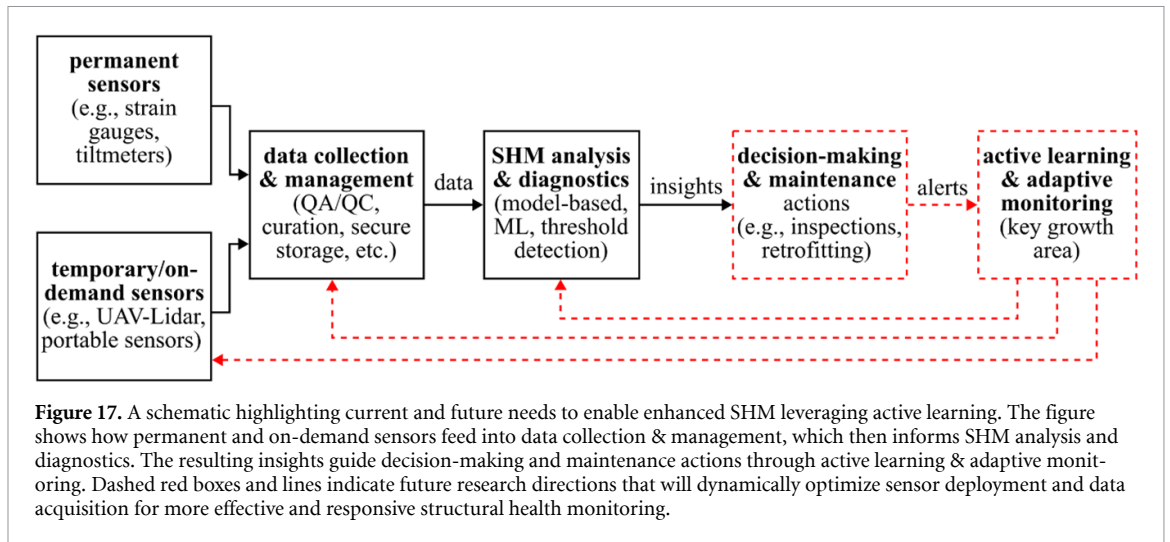 permanent
sensors
(e.g., strain
gauges,
tiltmeters)
temporary/on-
demand sensors
(e.g., UAV-Lidar,
portable sensors)
data collection
& management
(QA/QC,
curation, secure
storage, etc.)
data
SHM analysis
& diagnostics
(model-based,
ML, threshold
detection)
insights
decision-making
& maintenance
actions
(e.g., inspections,
retrofitting)
alerts
active learning
& adaptive
monitoring
(key growth
area)
Figure 17. A schematic highlighting current and future needs to enable enhanced SHM leveraging active learning. The figure
shows how permanent and on-demand sensors feed into data collection & management, which then informs SHM analysis and
diagnostics. The resulting insights guide decision-making and maintenance actions through active learning & adaptive monit-
oring. Dashed red boxes and lines indicate future research directions that will dynamically optimize sensor deployment and data
acquisition for more effective and responsive structural health monitoring.